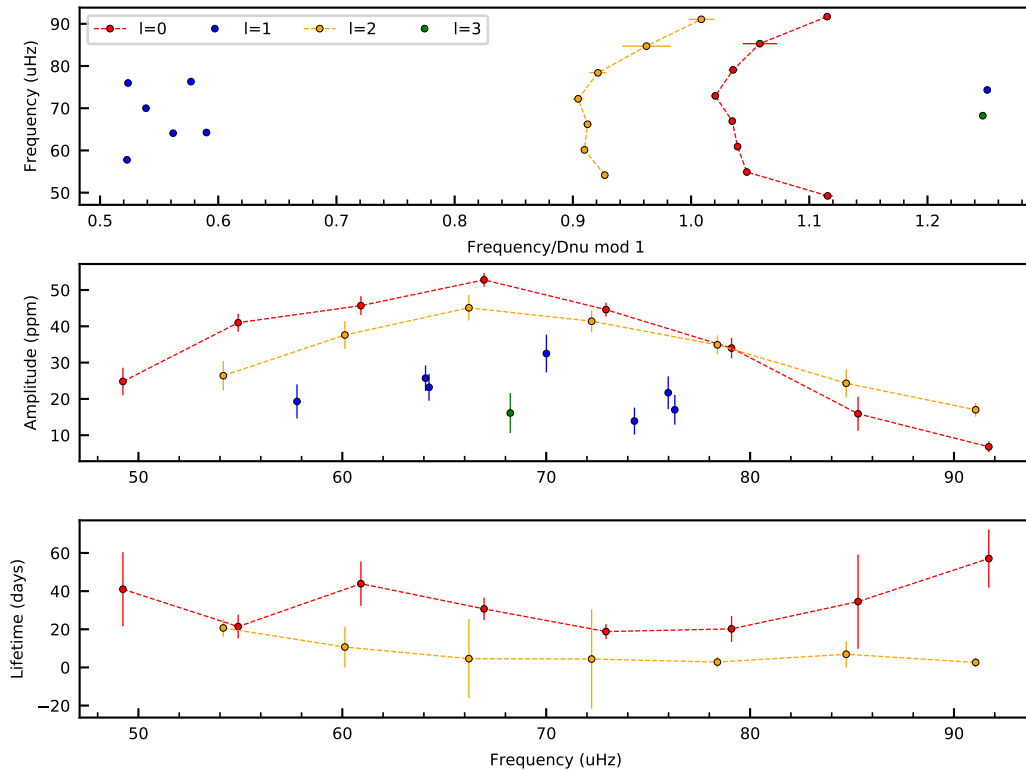 l=0 l=1 l=2 l=3
Frequency (uHz)
90
80
70
60
50
0.5 0.6 0.7 0.8 0.9 1.0 1.1 1.2
Frequency/Dnu mod 1
Amplitude (ppm)
50
40
30
20
10
50 60 70 80 90
Lifetime (days)
60
40
20
0
−20
50 60 70 80 90
Frequency (uHz)